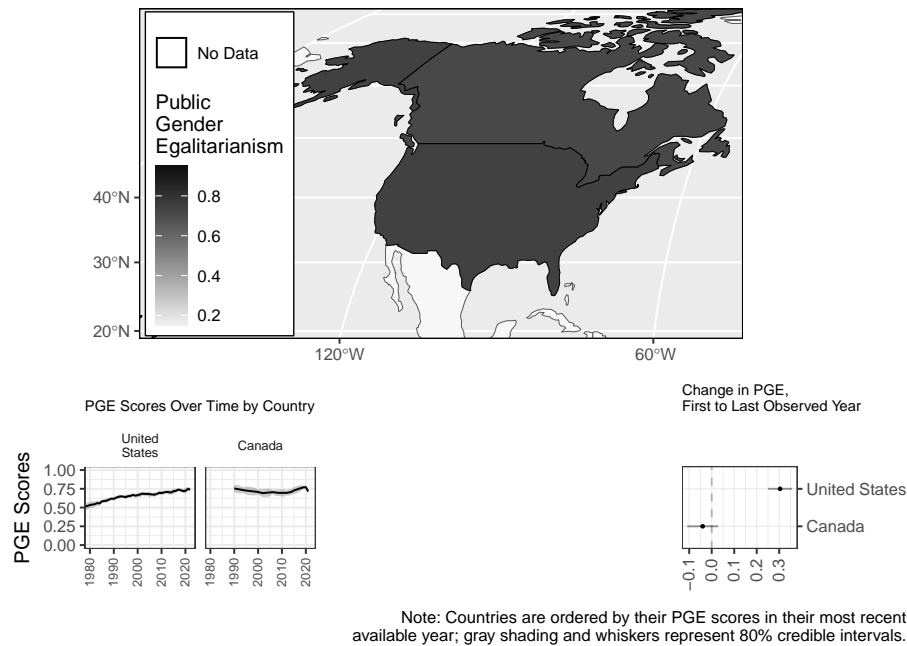 No Data
Public
Gender
Egalitarianism
0.8
0.6
0.4
0.2
40°N
30°N
20°N
120°W
60°W
PGE Scores Over Time by Country
Change in PGE,
First to Last Observed Year
United
States
Canada
PGE Scores
1.00
0.75
0.50
0.25
0.00
1980
1990
2000
2010
2020
1980
1990
2000
2010
2020
United States
Canada
−0.1
0.0
0.1
0.2
0.3
Note: Countries are ordered by their PGE scores in their most recent
available year; gray shading and whiskers represent 80% credible intervals.